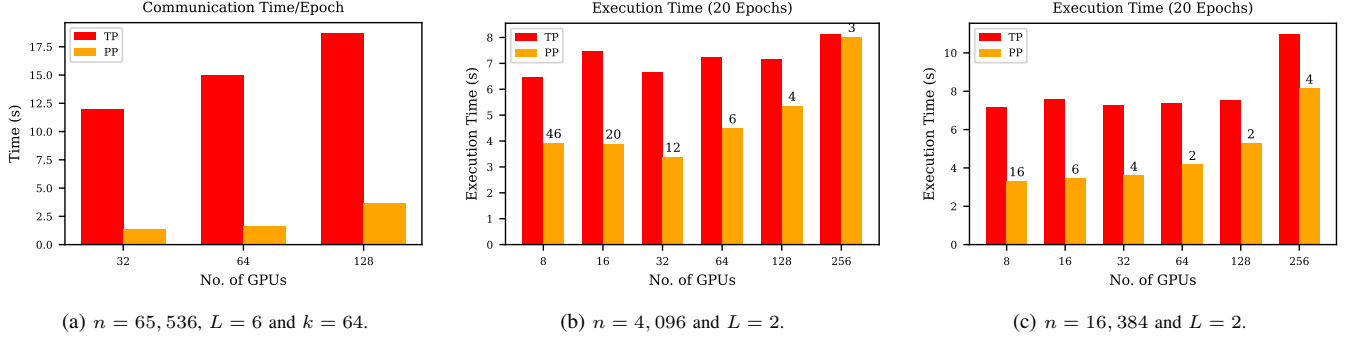 Communication Time/Epoch
TP
PP
17.5
15.0
12.5
10.0
7.5
5.0
2.5
0.0
Time (s)
32
64
128
No. of GPUs
(a) n = 65,536, L = 6 and k = 64.
Execution Time (20 Epochs)
TP
PP
8
7
6
5
4
3
2
1
0
Execution Time (s)
46
20
12
6
4
3
8
16
32
64
128
256
No. of GPUs
(b) n = 4,096 and L = 2.
Execution Time (20 Epochs)
TP
PP
10
8
6
4
2
0
Execution Time (s)
16
6
4
2
2
4
8
16
32
64
128
256
No. of GPUs
(c) n = 16,384 and L = 2.